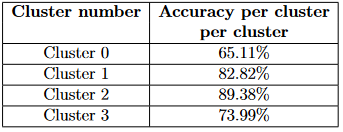 Cluster number Accuracy per cluster
per cluster
Cluster 0 65.11%
Cluster 1 82.82%
Cluster 2 89.38%
Cluster 3 73.99%